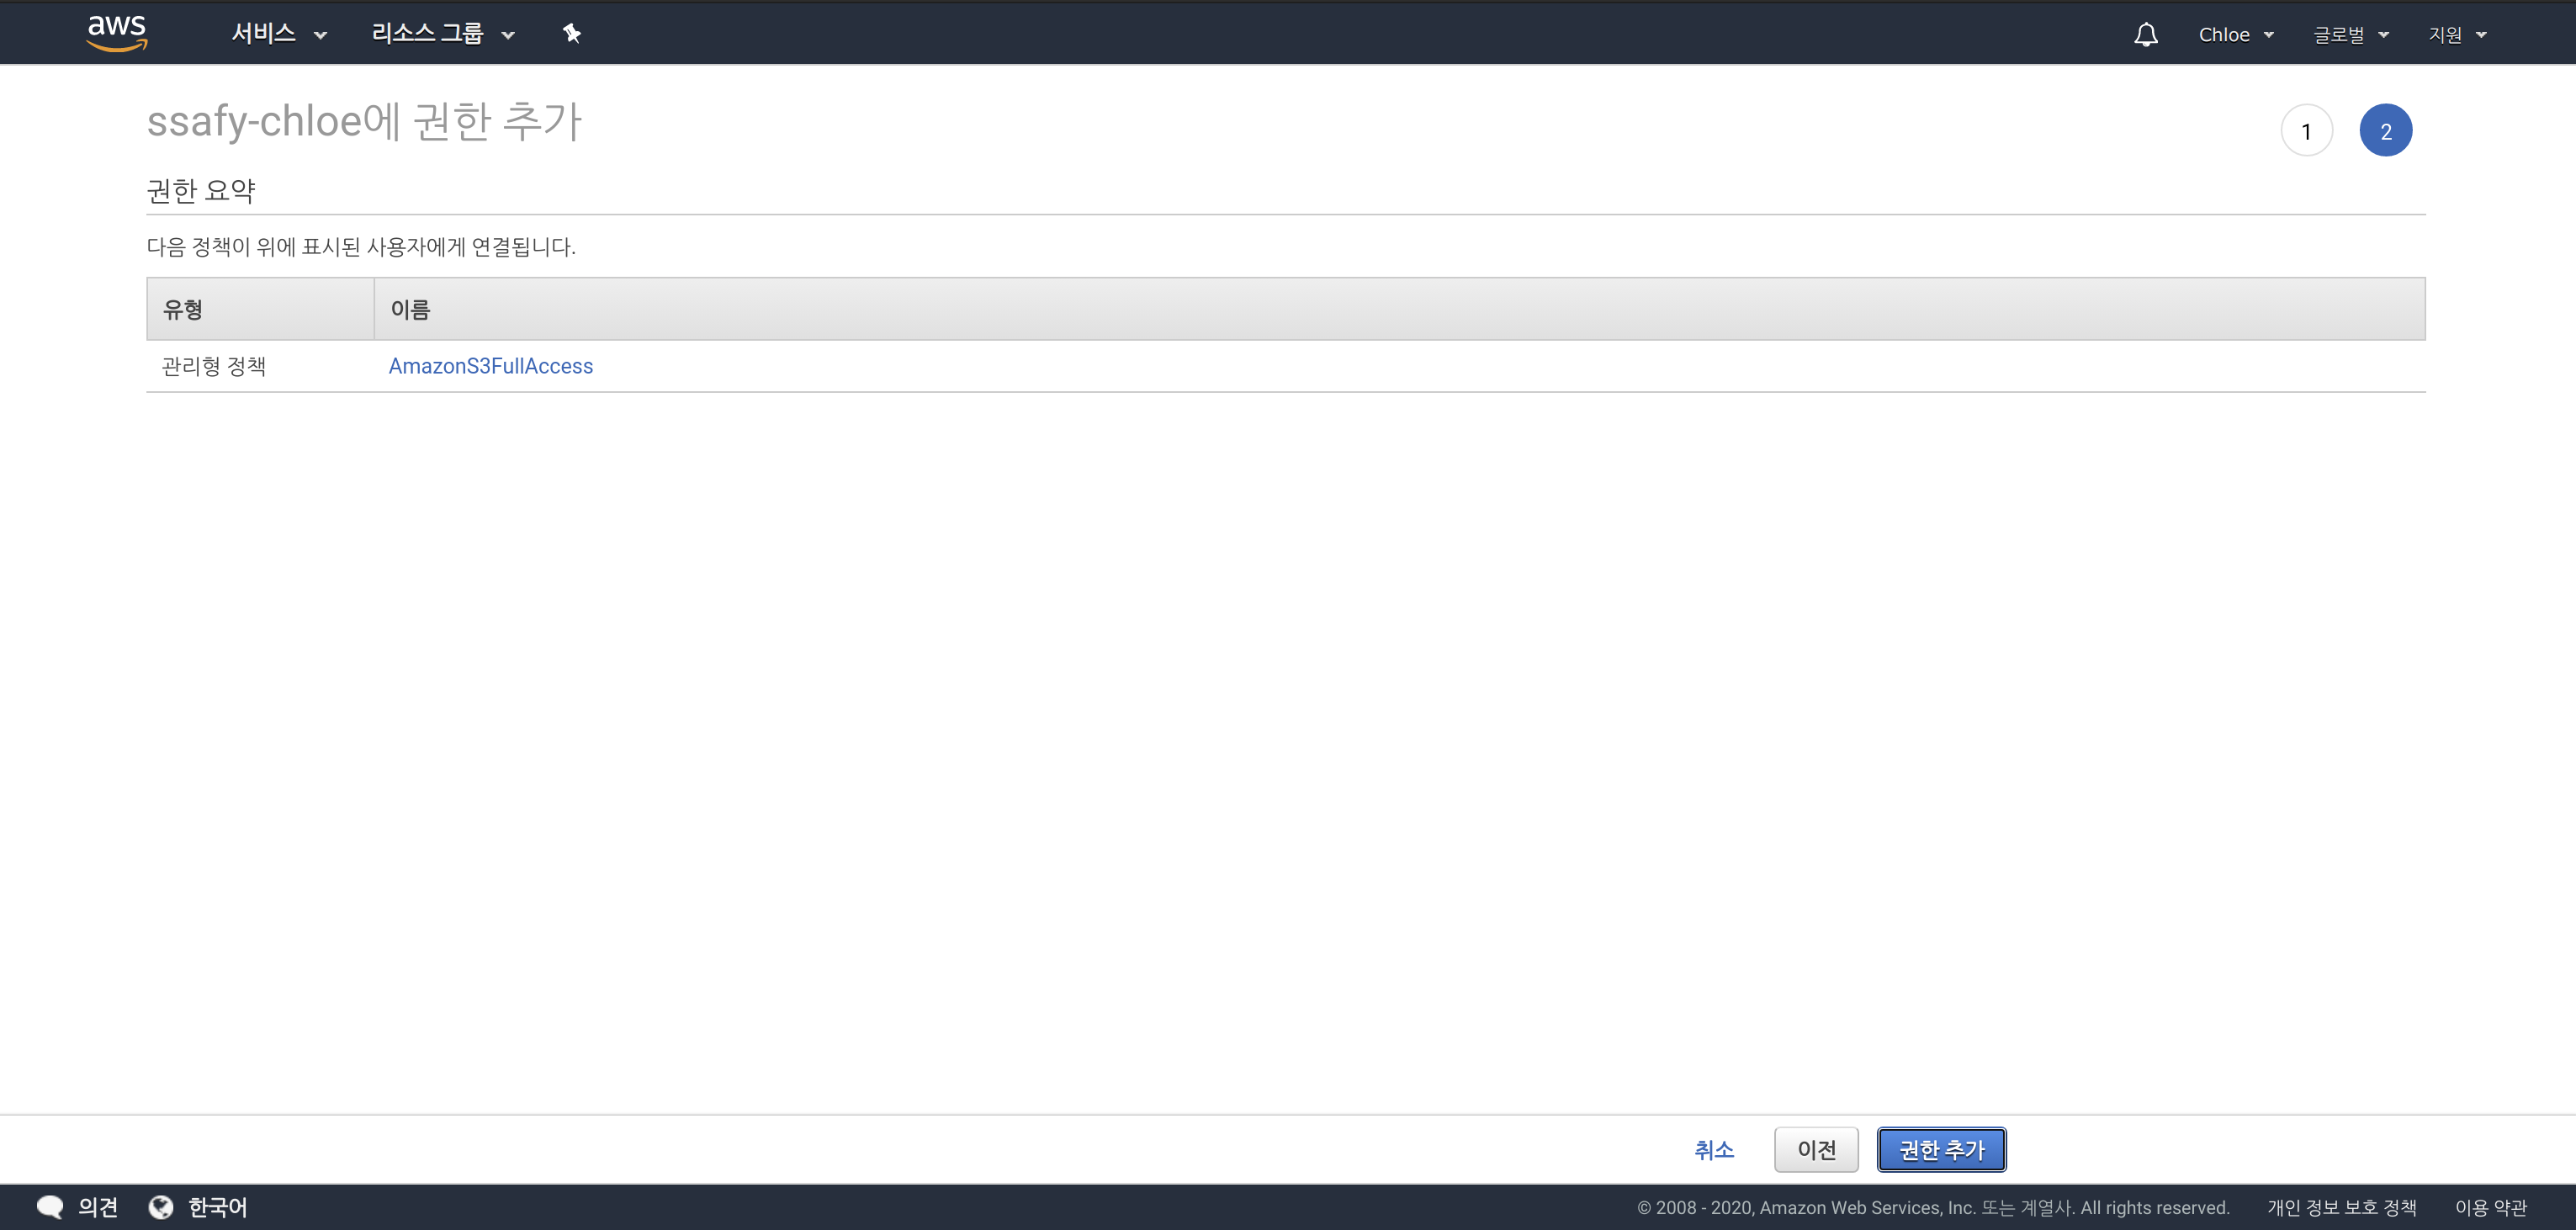 aws 서비스 리소스 그룹 Chloe 글로벌 지원
ssafy-chloe에 권한 추가 1 2
권한 요약
다음 정책이 위에 표시된 사용자에게 연결됩니다.
유형 이름
관리형 정책 AmazonS3FullAccess
취소 이전 권한 추가
의견 한국어 © 2008 - 2020, Amazon Web Services, Inc. 또는 계열사. All rights reserved. 개인 정보 보호 정책 이용 약관